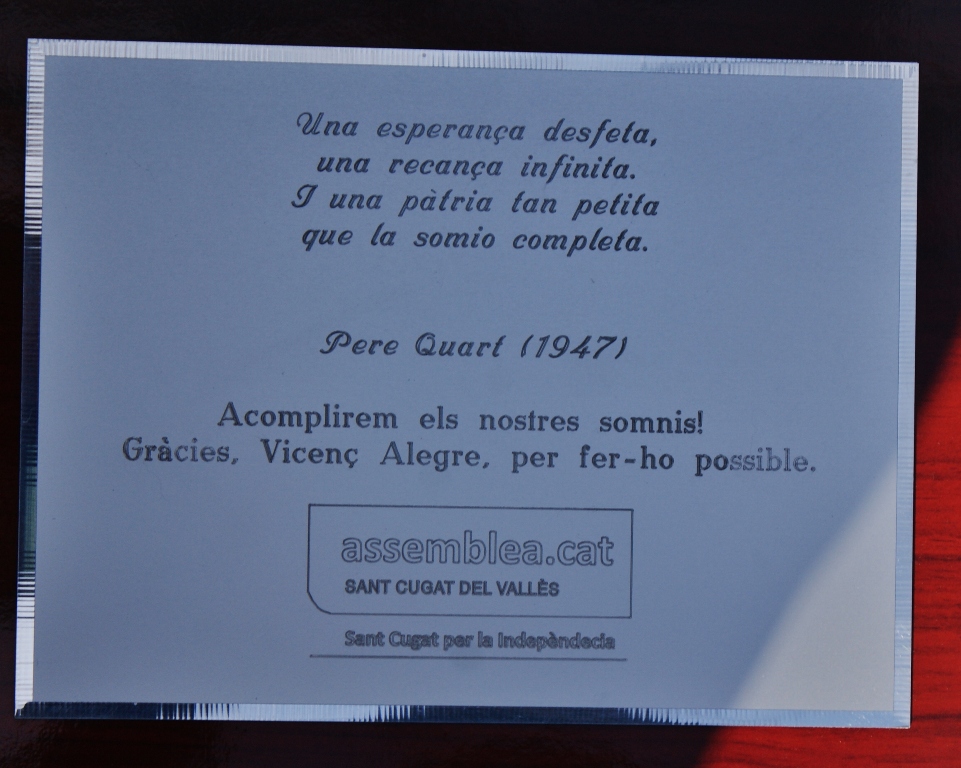 Una esperança desfeta,
una recança infinita.
I una pàtria tan petita
que la somio completa.
Pere Quart (1947)
Acomplirem els nostres somnis!
Gràcies, Vicenç Alegre, per fer-ho possible.
assemblea.cat
SANT CUGAT DEL VALLÈS
Sant Cugat per la Indepèndecia